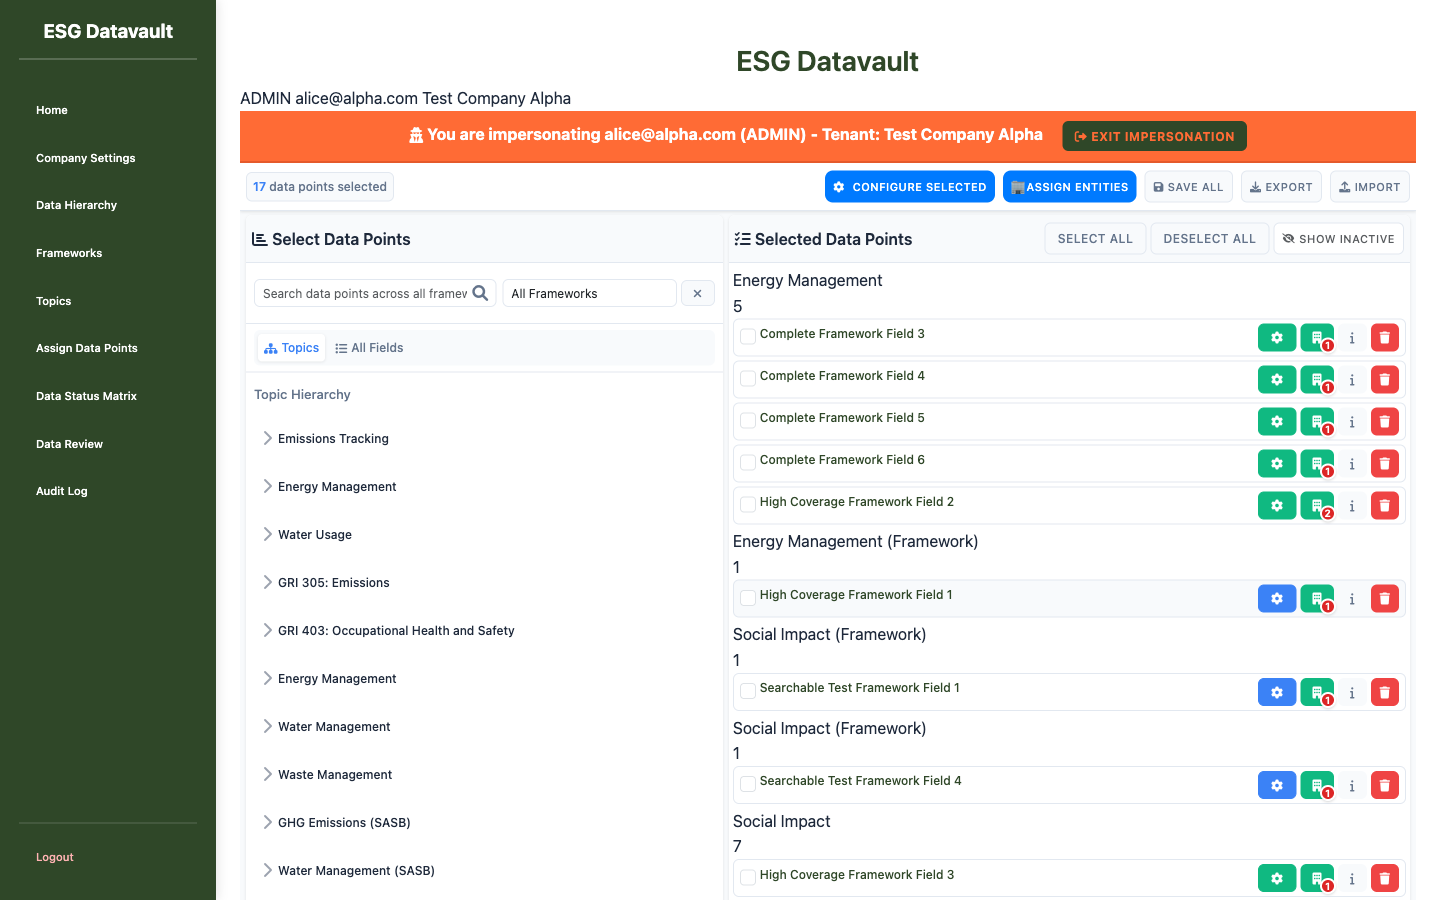 ESG Datavault
Home
Company Settings
Data Hierarchy
Frameworks
Topics
Assign Data Points
Data Status Matrix
Data Review
Audit Log
Logout
ESG Datavault
ADMIN alice@alpha.com Test Company Alpha
You are impersonating alice@alpha.com (ADMIN) - Tenant: Test Company Alpha
EXIT IMPERSONATION
17 data points selected
CONFIGURE SELECTED
ASSIGN ENTITIES
SAVE ALL
EXPORT
IMPORT
Select Data Points
Search data points across all framew
All Frameworks
Topics
All Fields
Topic Hierarchy
Emissions Tracking
Energy Management
Water Usage
GRI 305: Emissions
GRI 403: Occupational Health and Safety
Energy Management
Water Management
Waste Management
GHG Emissions (SASB)
Water Management (SASB)
Selected Data Points
SELECT ALL
DESELECT ALL
SHOW INACTIVE
Energy Management
5
Complete Framework Field 3
1
Complete Framework Field 4
1
Complete Framework Field 5
1
Complete Framework Field 6
1
High Coverage Framework Field 2
2
Energy Management (Framework)
1
High Coverage Framework Field 1
1
Social Impact (Framework)
1
Searchable Test Framework Field 1
1
Social Impact (Framework)
1
Searchable Test Framework Field 4
1
Social Impact
7
High Coverage Framework Field 3
1